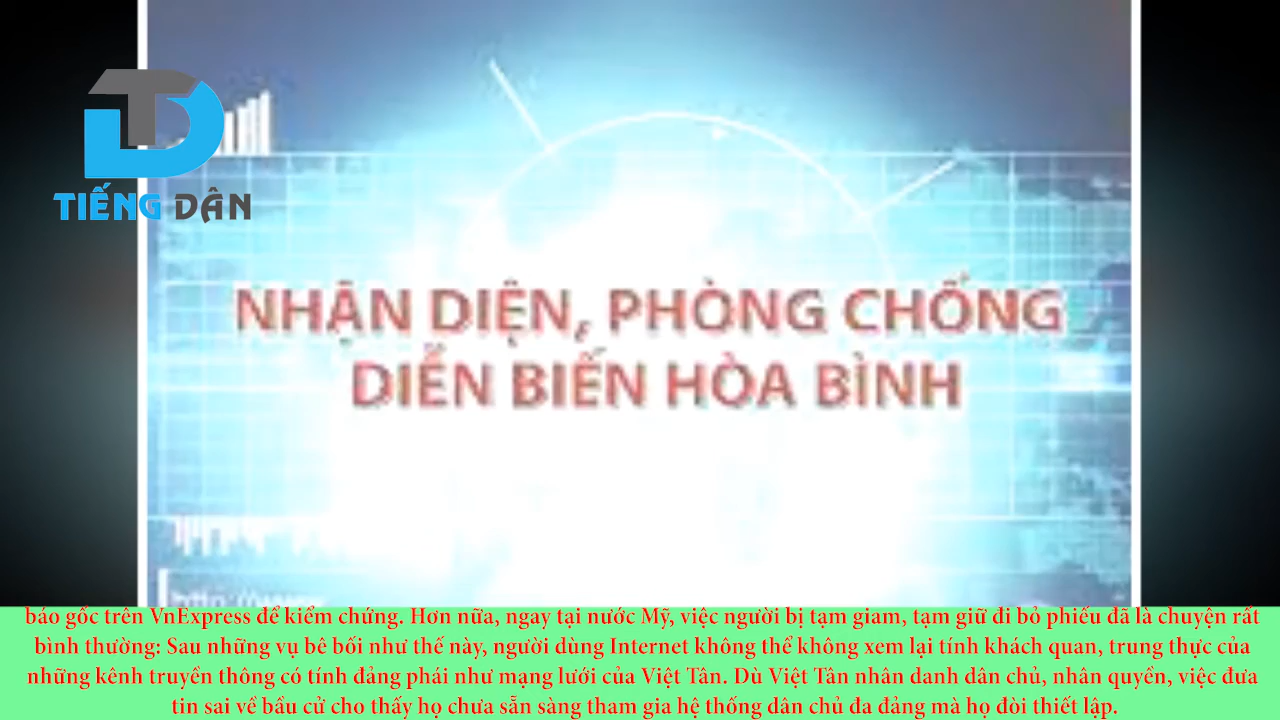 TIẾNG DÂN
NHẬN DIỆN, PHÒNG CHỐNG
DIỄN BIẾN HÒA BÌNH
báo gốc trên VnExpress để kiểm chứng. Hơn nữa, ngay tại nước Mỹ, việc người bị tạm giam, tạm giữ đi bỏ phiếu đã là chuyện rất
bình thường: Sau những vụ bê bối như thế này, người dùng Internet không thể không xem lại tính khách quan, trung thực của
những kênh truyền thông có tính đảng phái như mạng lưới của Việt Tân. Dù Việt Tân nhân danh dân chủ, nhân quyền, việc đưa
tin sai về bầu cử cho thấy họ chưa sẵn sàng tham gia hệ thống dân chủ đa đảng mà họ đòi thiết lập.